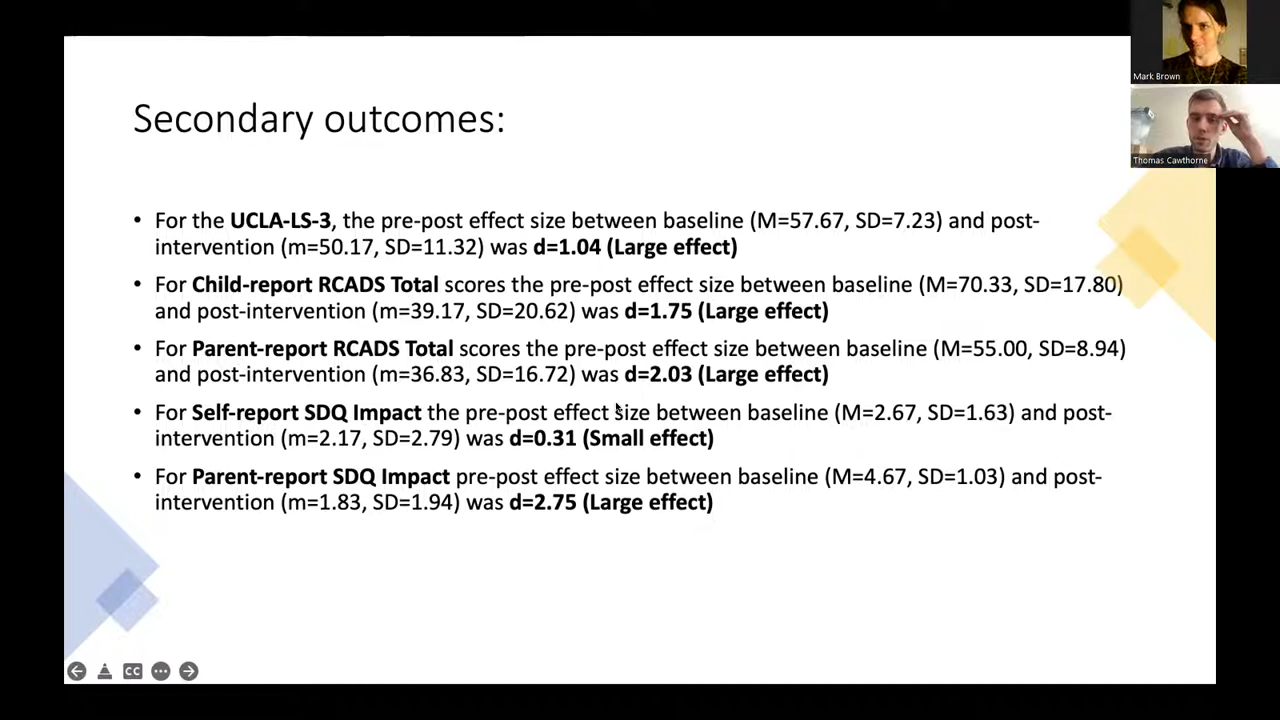 Secondary outcomes:
• For the UCLA-LS-3, the pre-post effect size between baseline (M=57.67, SD=7.23) and post-
intervention (m=50.17, SD=11.32) was d=1.04 (Large effect)
• For Child-report RCADS Total scores the pre-post effect size between baseline (M=70.33, SD=17.80)
and post-intervention (m=39.17, SD=20.62) was d=1.75 (Large effect)
• For Parent-report RCADS Total scores the pre-post effect size between baseline (M=55.00, SD=8.94)
and post-intervention (m=36.83, SD=16.72) was d=2.03 (Large effect)
• For Self-report SDQ Impact the pre-post effect size between baseline (M=2.67, SD=1.63) and post-
intervention (m=2.17, SD=2.79) was d=0.31 (Small effect)
• For Parent-report SDQ Impact pre-post effect size between baseline (M=4.67, SD=1.03) and post-
intervention (m=1.83, SD=1.94) was d=2.75 (Large effect)
Mark Brown
Thomas Cawthorne
CC